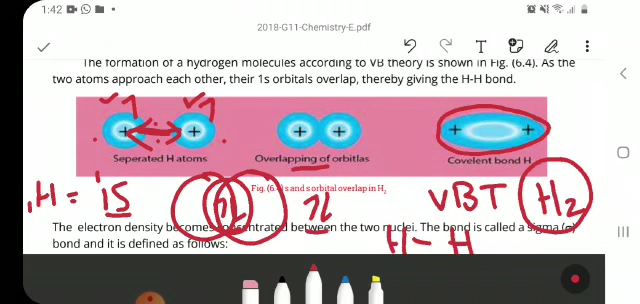 1:42
2018-G11-Chemistry-E.pdf
The formation of a hydrogen molecules according to VB theory is shown in Fig. (6.4). As the
two atoms approach each other, their 1s orbitals overlap, thereby giving the H-H bond.
Seperated H atoms
Overlapping of orbitlas
Covelent bond H
Fig. (6.4) s and s orbital overlap in H₂
VBT H2
The electron density becomes concentrated between the two nuclei. The bond is called a sigma (σ)
H - H
bond and it is defined as follows: